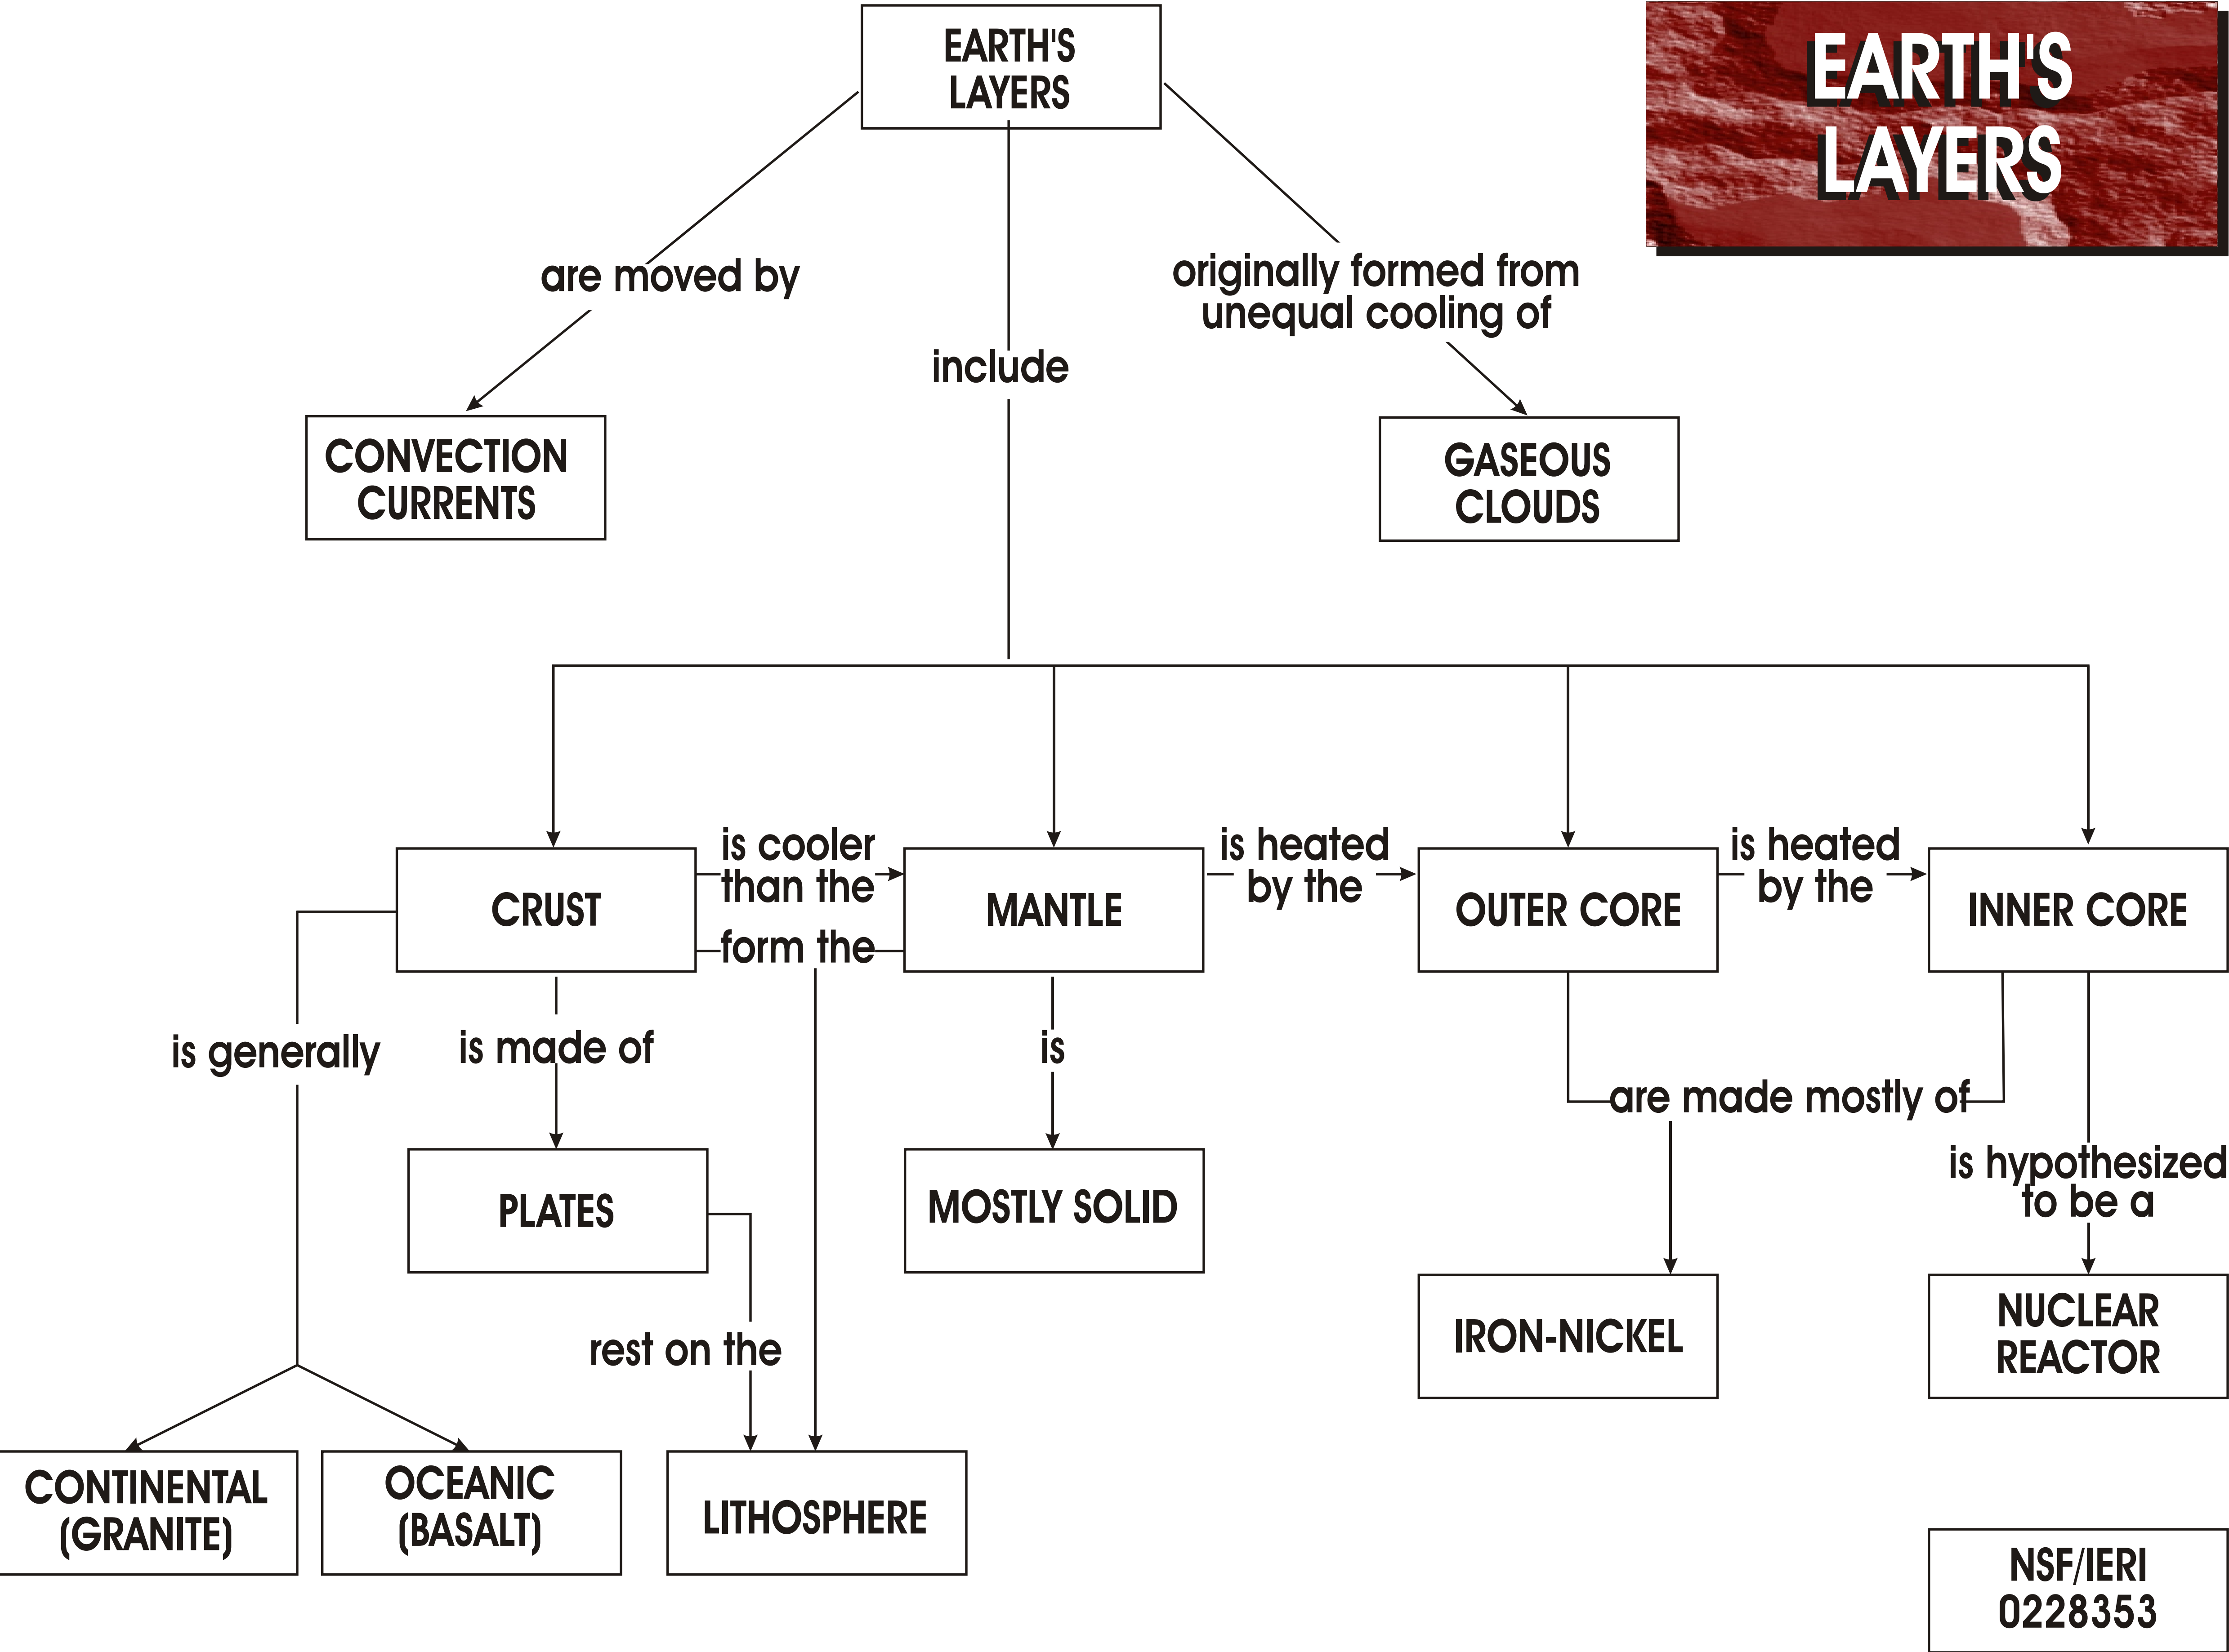 EARTH'S
LAYERS
EARTH'S
LAYERS
are moved by
originally formed from
unequal cooling of
include
CONVECTION
CURRENTS
GASEOUS
CLOUDS
is cooler
than the
is heated
by the
is heated
by the
CRUST
MANTLE
OUTER CORE
INNER CORE
form the
is generally
is made of
is
are made mostly of
is hypothesized
to be a
PLATES
MOSTLY SOLID
rest on the
IRON-NICKEL
NUCLEAR
REACTOR
CONTINENTAL
(GRANITE)
OCEANIC
(BASALT)
LITHOSPHERE
NSF/IERI
0228353